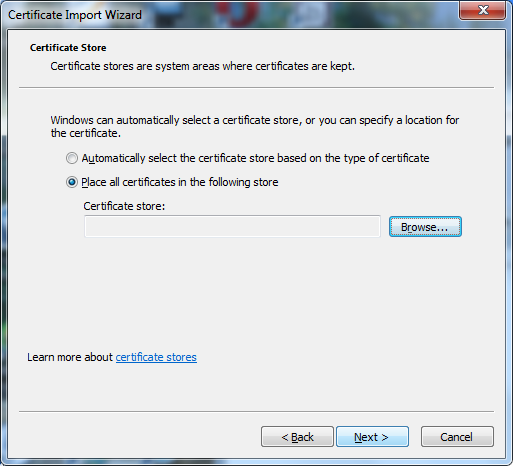 Certificate Import Wizard
Certificate Store
Certificate stores are system areas where certificates are kept.
Windows can automatically select a certificate store, or you can specify a location for
the certificate.
Automatically select the certificate store based on the type of certificate
Place all certificates in the following store
Certificate store:
Browse...
Learn more about certificate stores
< Back Next > Cancel